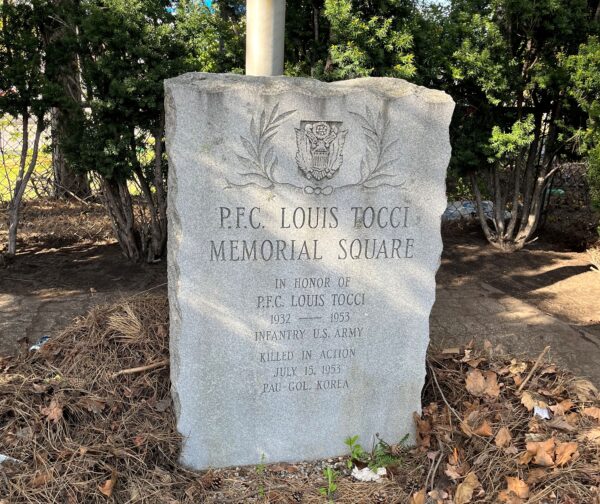 P.F.C. LOUIS TOCCI
MEMORIAL SQUARE
IN HONOR OF
P.F.C. LOUIS TOCCI
1932 — 1953
INFANTRY U.S. ARMY
KILLED IN ACTION
JULY 15, 1953
PAU-GOL, KOREA